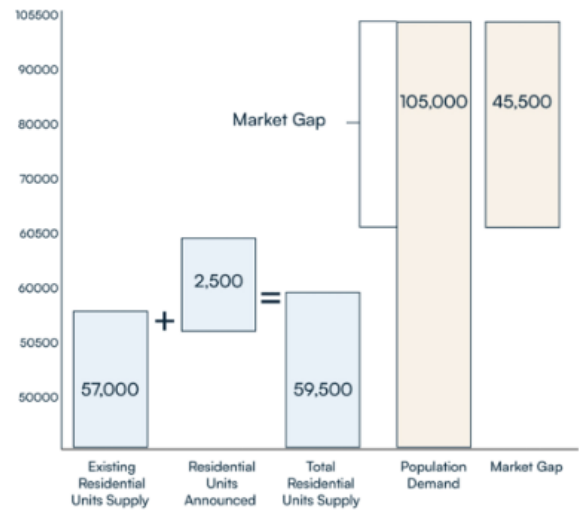 105500
90000
80000
70000
60500
60000
50500
50000
Market Gap
57,000
+
2,500
=
59,500
105,000
45,500
Existing
Residential
Units Supply
Residential
Units
Announced
Total
Residential
Units Supply
Population
Demand
Market Gap